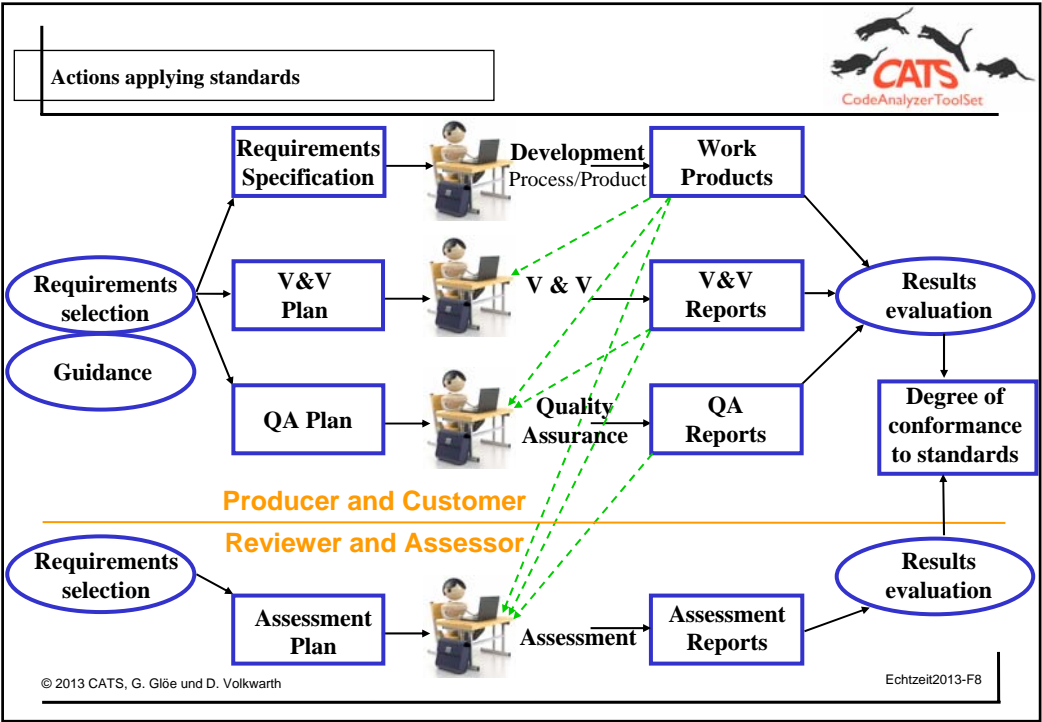 Actions applying standards
CATS
CodeAnalyzerToolSet
Requirements
Specification
Development
Process/Product
Work
Products
Requirements
selection
Guidance
V&V
Plan
V & V
V&V
Reports
Results
evaluation
QA Plan
Quality
Assurance
QA
Reports
Degree of
conformance
to standards
Producer and Customer
Reviewer and Assessor
Requirements
selection
Assessment
Plan
Assessment
Assessment
Reports
Results
evaluation
© 2013 CATS, G. Glöe und D. Volkwarth
Echtzeit2013-F8